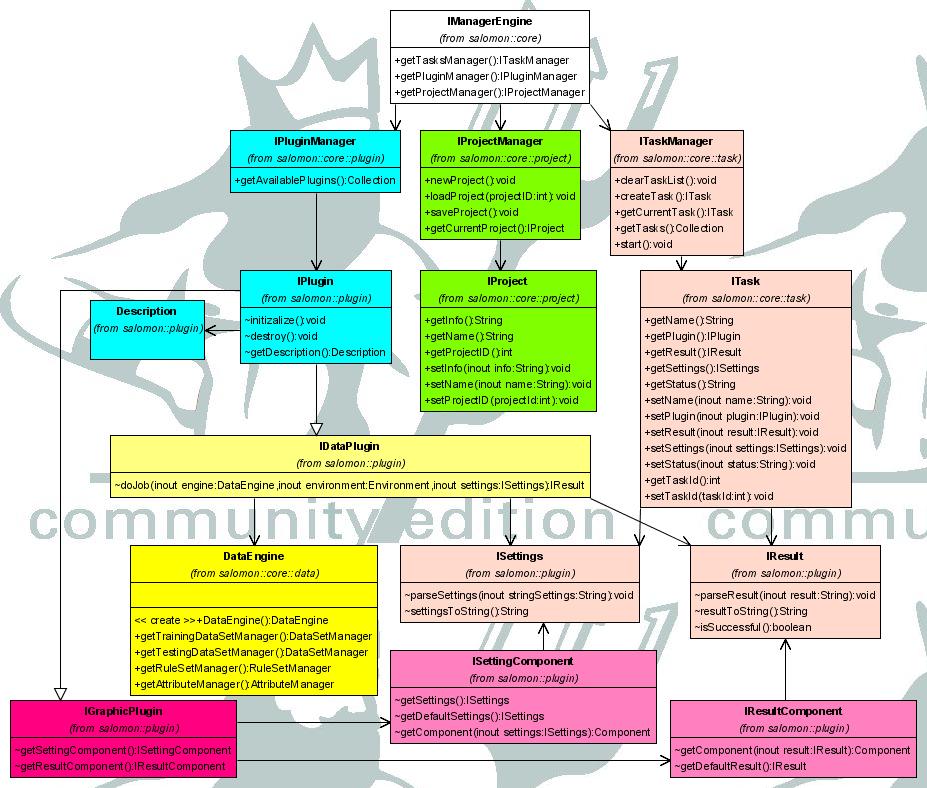 IManagerEngine
(from salomon::core)
+getTasksManager():ITaskManager
+getPluginManager():IPluginManager
+getProjectManager():IProjectManager
IPluginManager
(from salomon::core::plugin)
+getAvailablePlugins():Collection
IProjectManager
(from salomon::core::project)
+newProject():void
+loadProject(projectID:int):void
+saveProject():void
+getCurrentProject():IProject
ITaskManager
(from salomon::core::task)
+clearTaskList():void
+createTask():ITask
+getCurrentTask():ITask
+getTasks():Collection
+start():void
Description
(from salomon::plugin)
IPlugin
(from salomon::plugin)
~initizalize():void
~destroy():void
~getDescription():Description
IProject
(from salomon::core::project)
+getInfo():String
+getName():String
+getProjectID():int
+setInfo(inout info:String):void
+setName(inout name:String):void
+setProjectID(projectId:int):void
ITask
(from salomon::core::task)
+getName():String
+getPlugin():IPlugin
+getResult():IResult
+getSettings():ISettings
+getStatus():String
+setName(inout name:String):void
+setPlugin(inout plugin:IPlugin):void
+setResult(inout result:IResult):void
+setSettings(inout settings:ISettings):void
+setStatus(inout status:String):void
+getTaskId():int
+setTaskId(taskId:int):void
IDataPlugin
(from salomon::plugin)
~doJob(inout engine:DataEngine,inout environment:Environment,inout settings:ISettings):IResult
community edition
commu
DataEngine
(from salomon::core::data)
<< create >>+DataEngine():DataEngine
+getTrainingDataSetManager():DataSetManager
+getTestingDataSetManager():DataSetManager
+getRuleSetManager():RuleSetManager
+getAttributeManager():AttributeManager
ISettings
(from salomon::plugin)
~parseSettings(inout stringSettings:String):void
~settingsToString():String
IResult
(from salomon::plugin)
~parseResult(inout result:String):void
~resultToString():String
~isSuccessful():boolean
ISettingComponent
(from salomon::plugin)
~getSettings():ISettings
~getDefaultSettings():ISettings
~getComponent(inout settings:ISettings):Component
IGraphicPlugin
(from salomon::plugin)
~getSettingComponent():ISettingComponent
~getResultComponent():IResultComponent
IResultComponent
(from salomon::plugin)
~getComponent(inout result:IResult):Component
~getDefaultResult():IResult